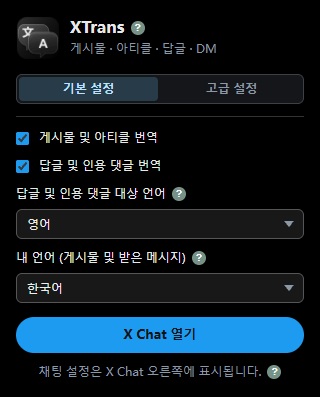 XTrans ?
게시물 · 아티클 · 답글 · DM
기본 설정 고급 설정
게시물 및 아티클 번역
답글 및 인용 댓글 번역
답글 및 인용 댓글 대상 언어 ?
영어
내 언어 (게시물 및 받은 메시지) ?
한국어
X Chat 열기
채팅 설정은 X Chat 오른쪽에 표시됩니다. ?